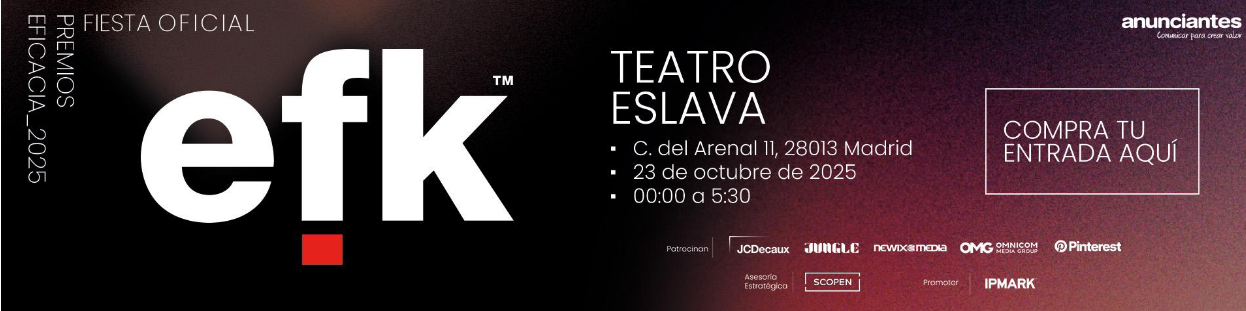 FIESTA OFICIAL
PREMIOS
EFICACIA_2025
efk™
TEATRO
ESLAVA
▪ C. del Arenal 11, 28013 Madrid
▪ 23 de octubre de 2025
▪ 00:00 a 5:30
anunciantes
Comunicar para crear valor
COMPRA TU
ENTRADA AQUÍ
Patrocinan
JCDecaux
JUNGLE
NEWIXMEDIA
OMG OMNICOM
MEDIA GROUP
Pinterest
Asesoría
Estratégica
SCOPEN
Promotor
IPMARK